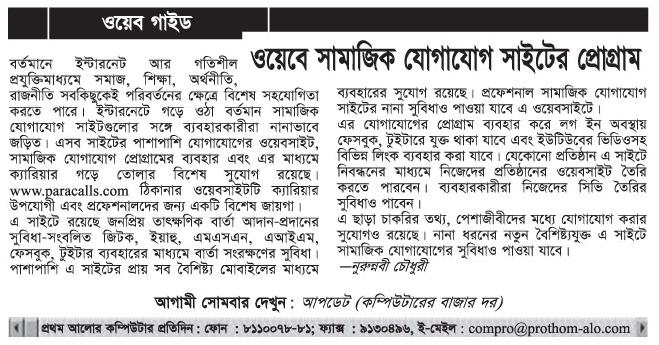 ওয়েব গাইড
ওয়েবে সামাজিক যোগাযোগ সাইটের প্রোগ্রাম
বর্তমানে ইন্টারনেট আর গতিশীল
প্রযুক্তিমাধ্যমে সমাজ, শিক্ষা, অর্থনীতি,
রাজনীতি সবকিছুকেই পরিবর্তনের ক্ষেত্রে বিশেষ সহযোগিতা
করতে পারে। ইন্টারনেটে গড়ে ওঠা বর্তমান সামাজিক
যোগাযোগ সাইটগুলোর সঙ্গে ব্যবহারকারীরা নানাভাবে
জড়িত। এসব সাইটের পাশাপাশি যোগাযোগের ওয়েবসাইট,
সামাজিক যোগাযোগ প্রোগ্রামের ব্যবহার এবং এর মাধ্যমে
ক্যারিয়ার গড়ে তোলার বিশেষ সুযোগ রয়েছে।
www.paracalls.com ঠিকানার ওয়েবসাইটটি ক্যারিয়ার
উপযোগী এবং প্রফেশনালদের জন্য একটি বিশেষ জায়গা।
এ সাইটে রয়েছে জনপ্রিয় তাৎক্ষণিক বার্তা আদান-প্রদানের
সুবিধা-সংবলিত জিটক, ইয়াহু, এমএসএন, এআইএম,
ফেসবুক, টুইটার ব্যবহারের মাধ্যমে বার্তা সংরক্ষণের সুবিধা।
পাশাপাশি এ সাইটের প্রায় সব বৈশিষ্ট্য মোবাইলের মাধ্যমে
ব্যবহারের সুযোগ রয়েছে। প্রফেশনাল সামাজিক যোগাযোগ
সাইটের নানা সুবিধাও পাওয়া যাবে এ ওয়েবসাইটে।
এর যোগাযোগের প্রোগ্রাম ব্যবহার করে লগ ইন অবস্থায়
ফেসবুক, টুইটারে যুক্ত থাকা যাবে এবং ইউটিউবের ভিডিওসহ
বিভিন্ন লিংক ব্যবহার করা যাবে। যেকোনো প্রতিষ্ঠান এ সাইটে
নিবন্ধনের মাধ্যমে নিজেদের প্রতিষ্ঠানের ওয়েবসাইট তৈরি
করতে পারবেন। ব্যবহারকারীরা নিজেদের সিভি তৈরির
সুবিধাও পাবেন।
এ ছাড়া চাকরির তথ্য, পেশাজীবীদের মধ্যে যোগাযোগ করার
সুযোগও রয়েছে। নানা ধরনের নতুন বৈশিষ্ট্যযুক্ত এ সাইটে
সামাজিক যোগাযোগের সুবিধাও পাওয়া যাবে।
—নুরুন্নবী চৌধুরী
আগামী সোমবার দেখুন : আপডেট (কম্পিউটারের বাজার দর)
প্রথম আলোর কম্পিউটার প্রতিদিন : ফোন : ৮১১০০৭৮-৮১; ফ্যাক্স : ৯১৩০৪৯৬, ই-মেইল : compro@prothom-alo.com